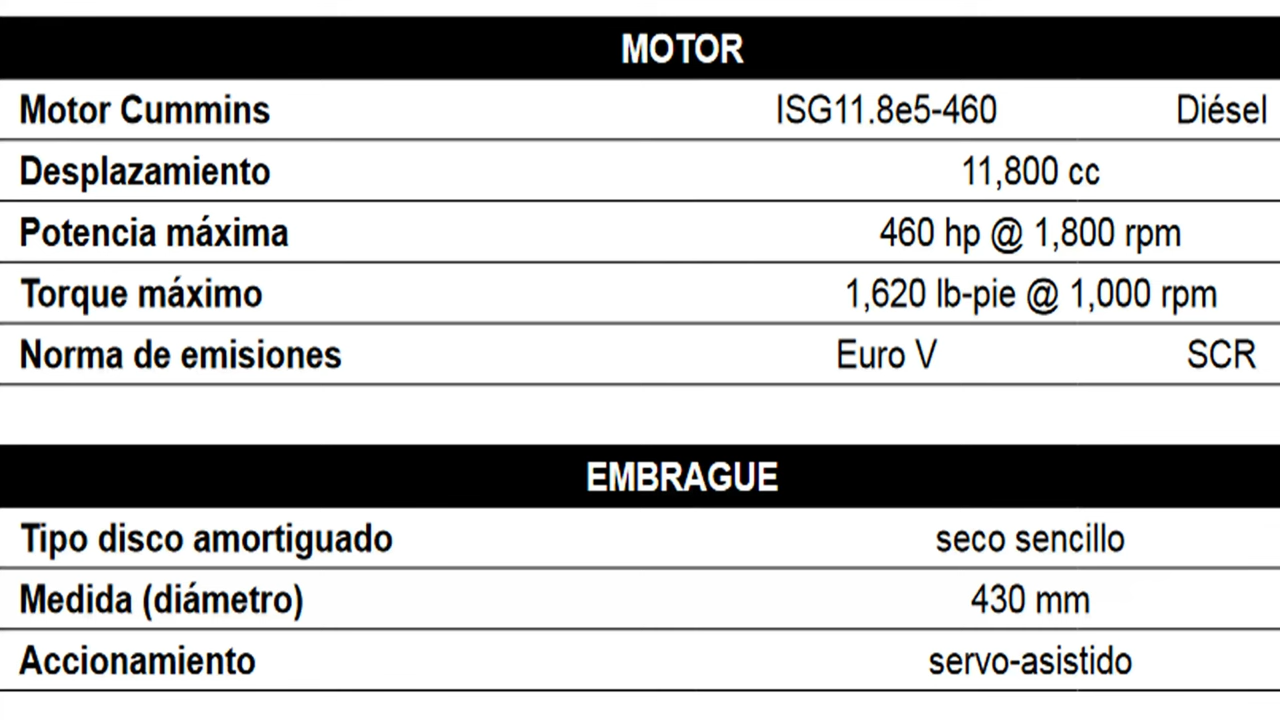 MOTOR
Motor Cummins ISG11.8e5-460 Diésel
Desplazamiento 11,800 cc
Potencia máxima 460 hp @ 1,800 rpm
Torque máximo 1,620 lb-pie @ 1,000 rpm
Norma de emisiones Euro V SCR
EMBRAGUE
Tipo disco amortiguado seco sencillo
Medida (diámetro) 430 mm
Accionamiento servo-asistido